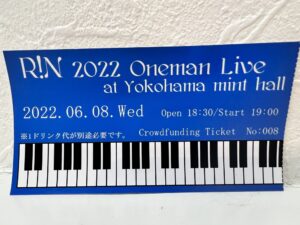 R!N 2022 Oneman Live
at Yokohama mint hall
2022.06.08.Wed Open 18:30/Start 19:00
※1ドリンク代が別途必要です。 Crowdfunding Ticket No:008